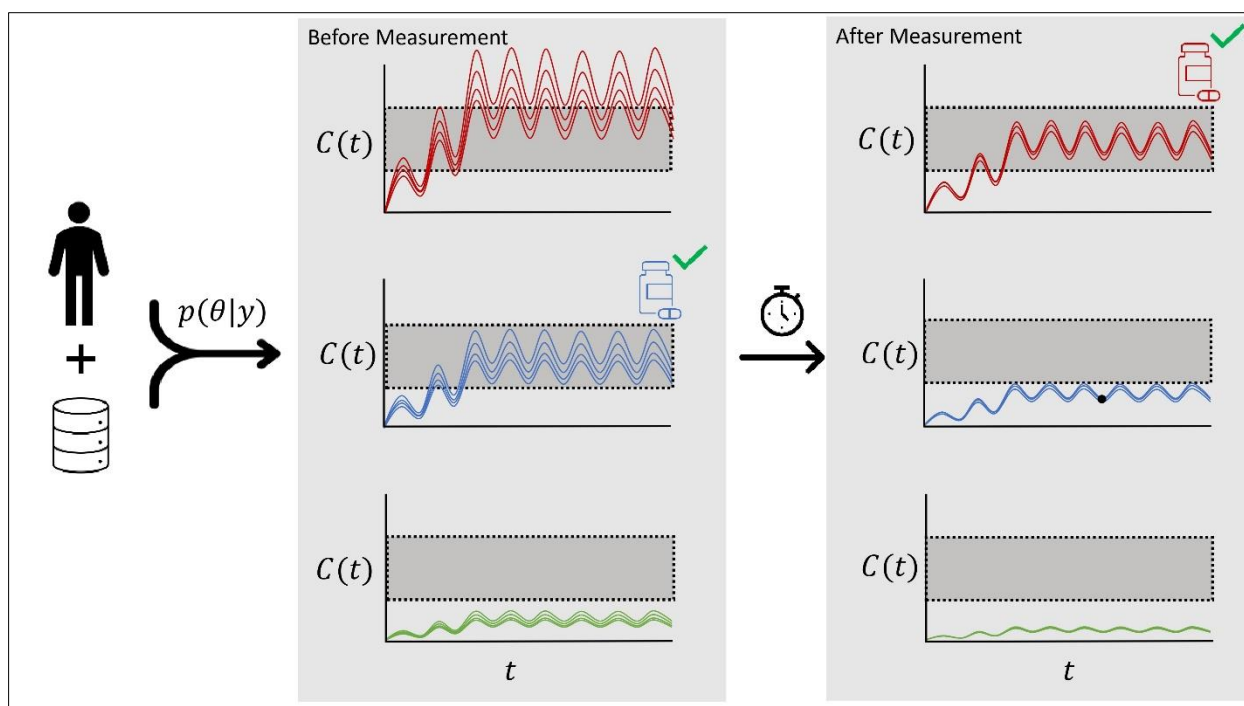 Before Measurement
C(t)
p(θ|y)
C(t)
C(t)
t
After Measurement
C(t)
C(t)
C(t)
t